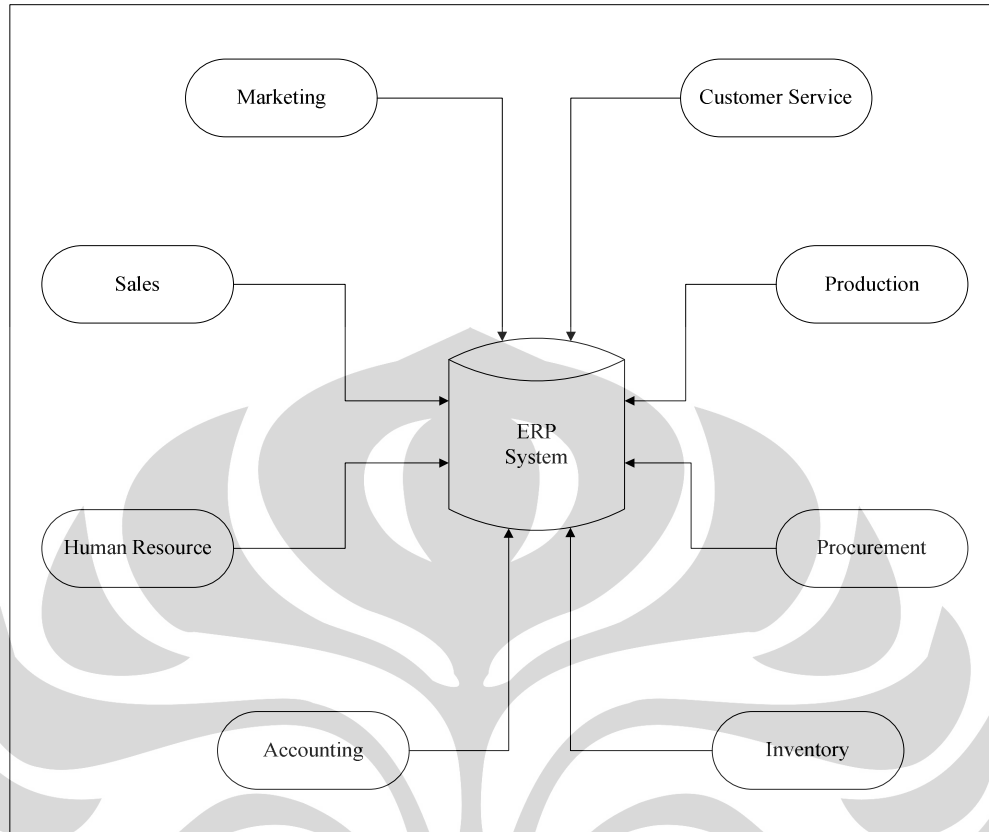 Marketing
Customer Service
Sales
Production
ERP
System
Human Resource
Procurement
Accounting
Inventory